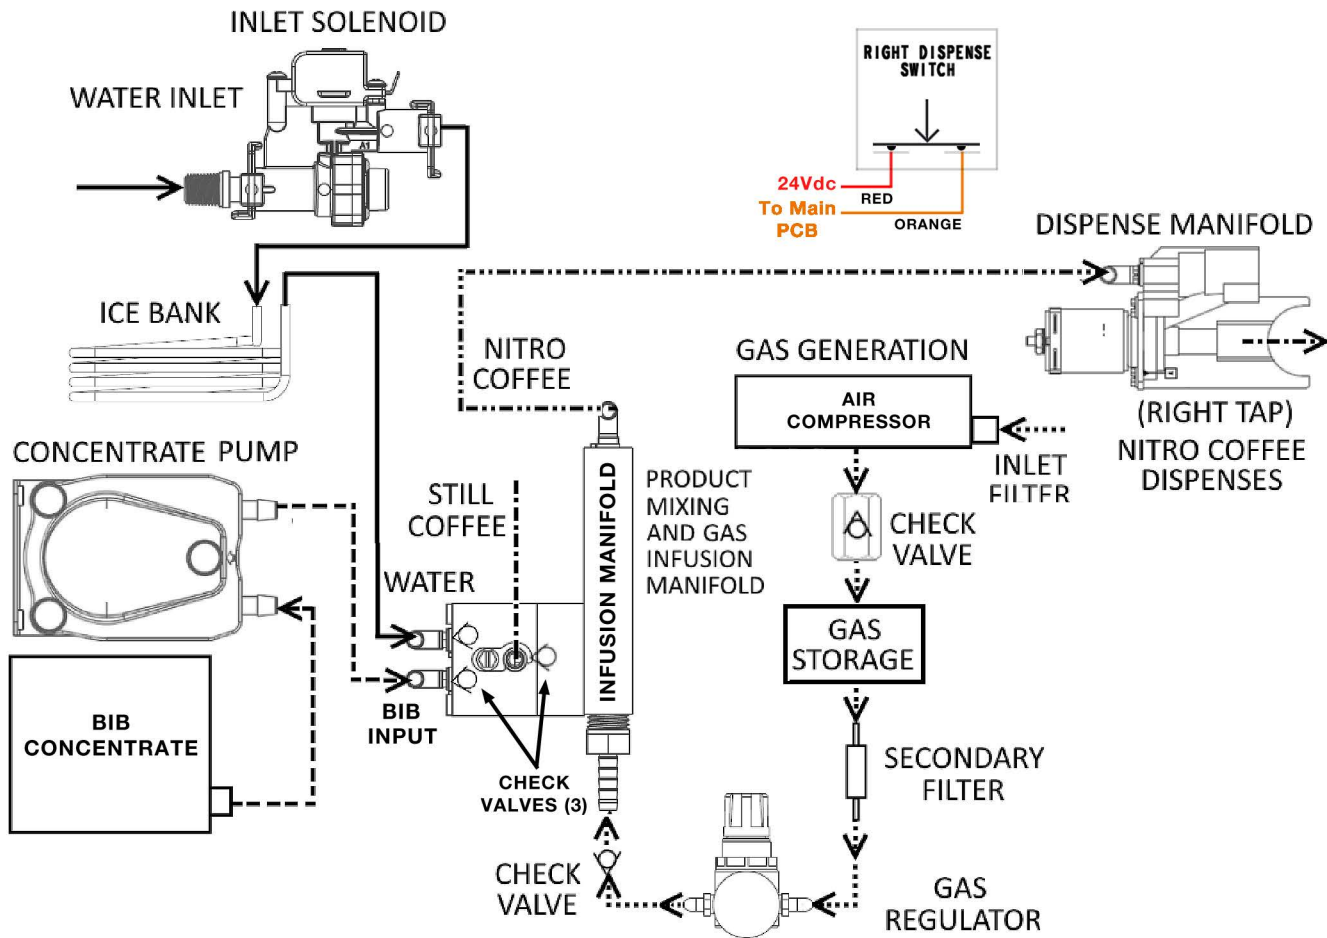 INLET SOLENOID
WATER INLET
A1
RIGHT DISPENSE
SWITCH
24Vdc
RED
To Main
PCB
ORANGE
DISPENSE MANIFOLD
ICE BANK
NITRO
COFFEE
GAS GENERATION
AIR
COMPRESSOR
(RIGHT TAP)
NITRO COFFEE
DISPENSES
INLET
FILTER
CONCENTRATE PUMP
STILL
COFFEE
INFUSION MANIFOLD
PRODUCT
MIXING
AND GAS
INFUSION
MANIFOLD
CHECK
VALVE
WATER
GAS
STORAGE
BIB
INPUT
BIB
CONCENTRATE
CHECK
VALVES (3)
SECONDARY
FILTER
CHECK
VALVE
GAS
REGULATOR